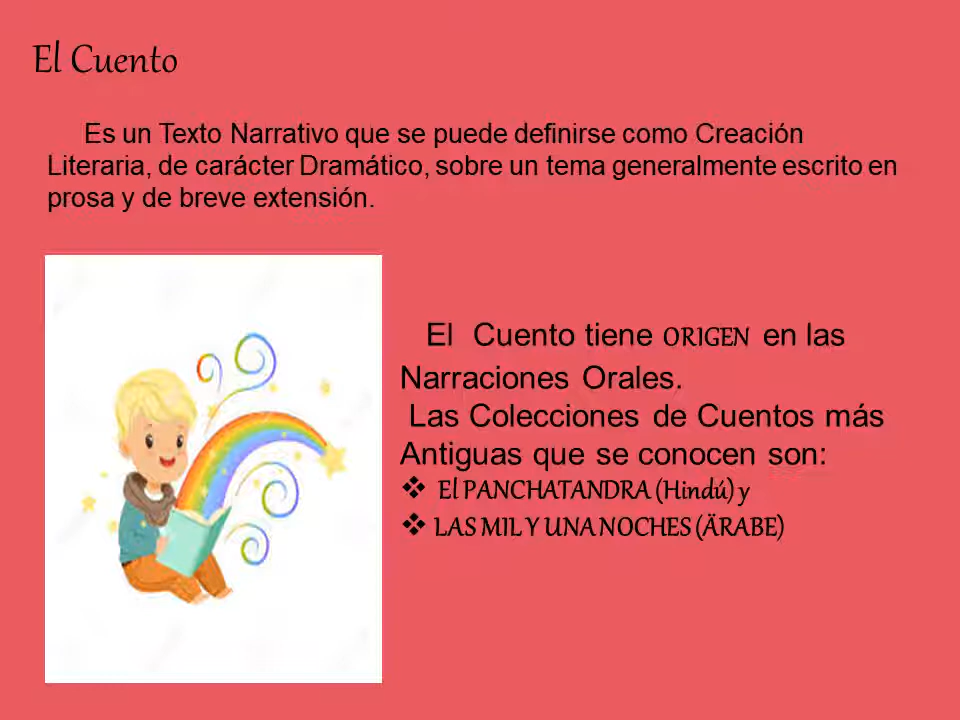 El Cuento
Es un Texto Narrativo que se puede definirse como Creación
Literaria, de carácter Dramático, sobre un tema generalmente escrito en
prosa y de breve extensión.
El Cuento tiene ORIGEN en las
Narraciones Orales.
Las Colecciones de Cuentos más
Antiguas que se conocen son:
❖ El PANCHATANDRA (Hindú) y
❖ LAS MIL Y UNA NOCHES (ÄRABE)